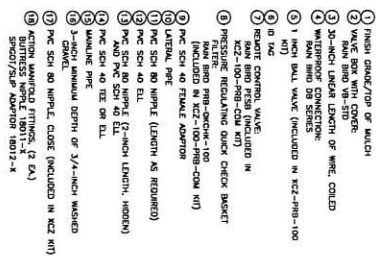 1 FINISH GRADE/TOP OF MULCH
2 VALVE BOX WITH COVER:
RAIN BIRD VB-STD
3 30-INCH LINEAR LENGTH OF WIRE, COILED
4 WATERPROOF CONNECTION:
RAIN BIRD DB SERIES
5 1 INCH BALL VALVE (INCLUDED IN XCZ-PRB-100
KIT)
6 ID TAG
7 REMOTE CONTROL VALVE:
RAIN BIRD PESB (INCLUDED IN
XCZ-100-PRB-COM KIT)
8 PRESSURE REGULATING QUICK CHECK BASKET
FILTER:
RAIN BIRD PRB-QKCHK-100
(INCLUDED IN XCZ-100-PRB-COM KIT)
9 PVC SCH 40 FEMALE ADAPTOR
10 LATERAL PIPE
11 PVC SCH 80 NIPPLE (LENGTH AS REQUIRED)
12 PVC SCH 40 ELL
13 PVC SCH 80 NIPPLE (2-INCH LENGTH, HIDDEN)
AND PVC SCH 40 ELL
14 PVC SCH 40 TEE OR ELL
15 MAINLINE PIPE
16 3-INCH MINIMUM DEPTH OF 3/4-INCH WASHED
GRAVEL
17 PVC SCH 80 NIPPLE, CLOSE (INCLUDED IN XCZ KIT)
18 ACTION MANIFOLD FITTINGS, (2 EA.)
BUTTRESS NIPPLE 18011-X
SPIGOT/SLIP ADAPTOR 18012-X